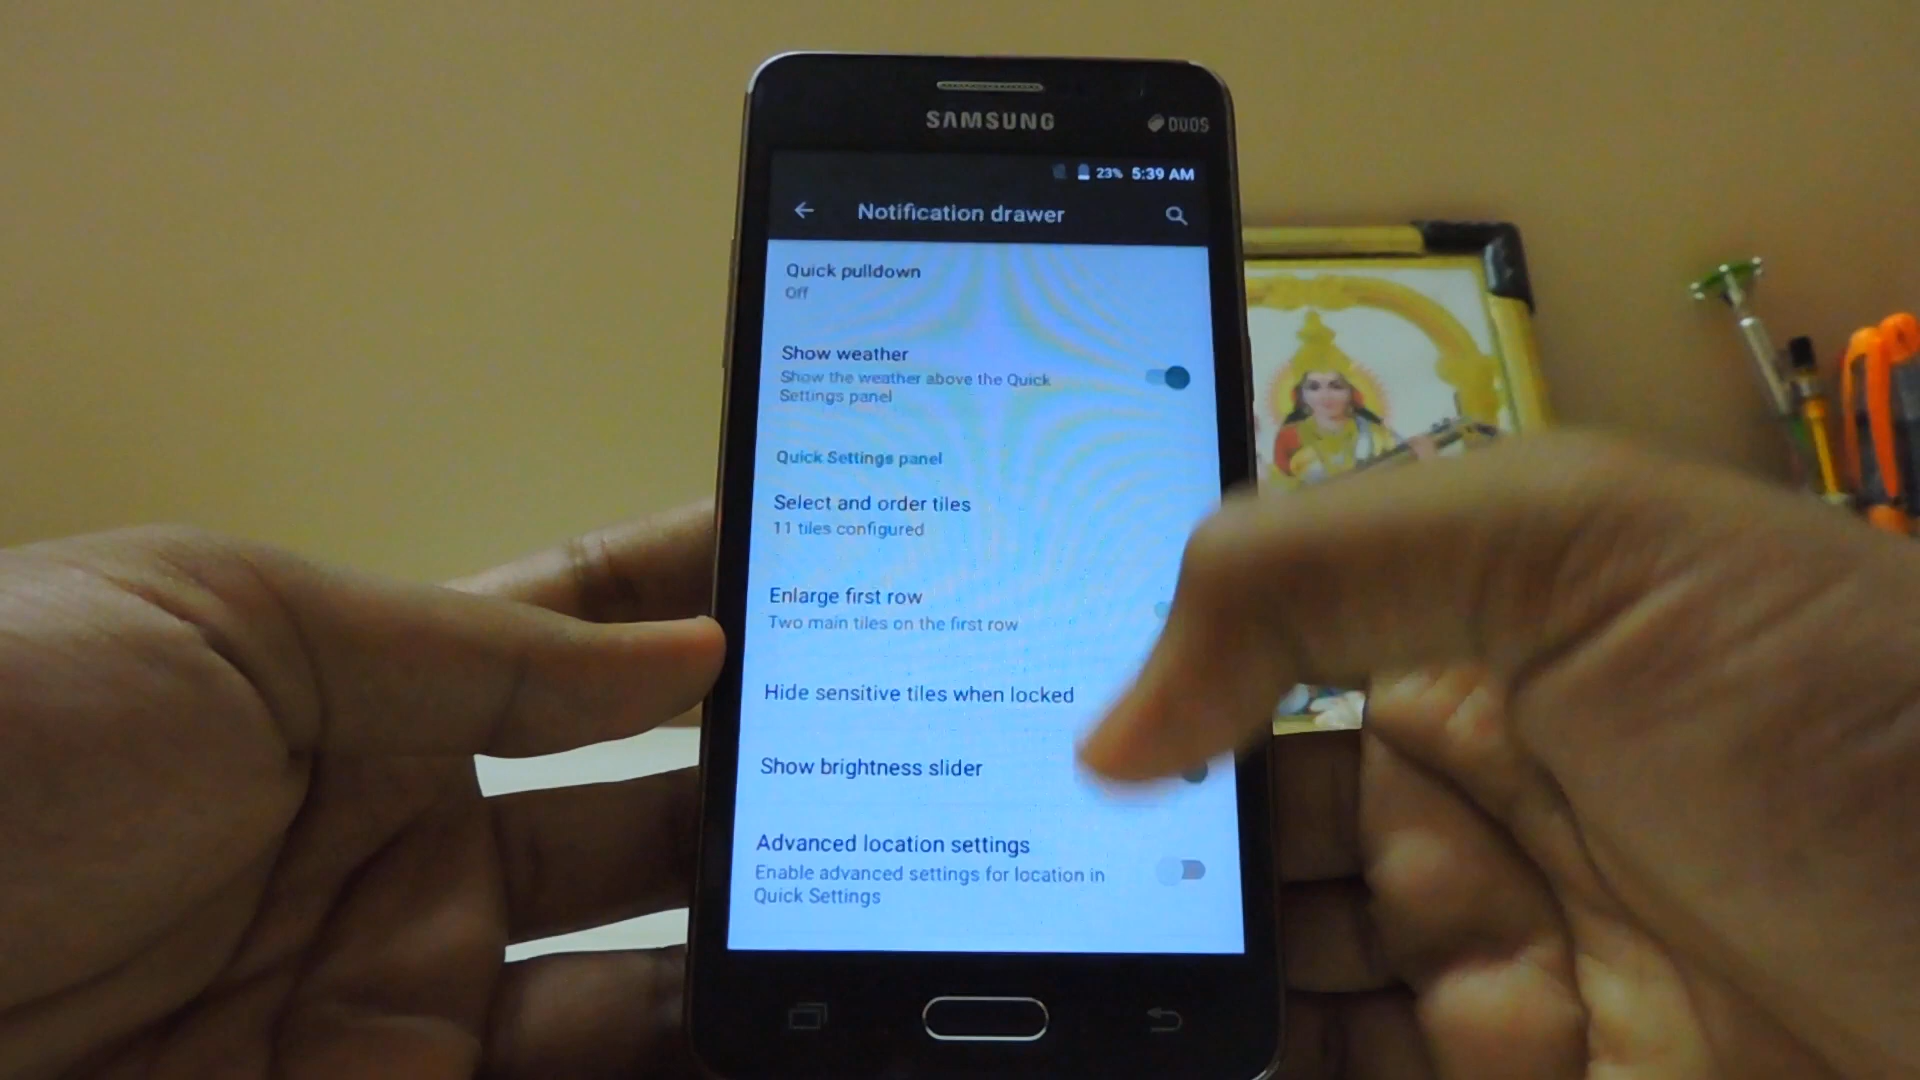 SAMSUNG
DUOS
23% 5:39 AM
Notification drawer
Quick pulldown
Off
Show weather
Show the weather above the Quick
Settings panel
Quick Settings panel
Select and order tiles
11 tiles configured
Enlarge first row
Two main tiles on the first row
Hide sensitive tiles when locked
Show brightness slider
Advanced location settings
Enable advanced settings for location in
Quick Settings